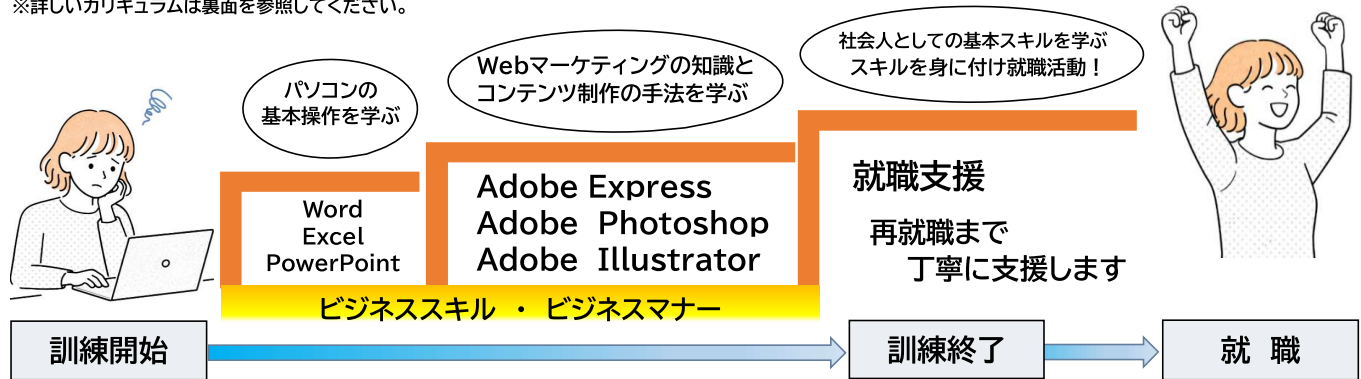 ※詳しいカリキュラムは裏面を参照してください。
パソコンの
基本操作を学ぶ
Webマーケティングの知識と
コンテンツ制作の手法を学ぶ
社会人としての基本スキルを学ぶ
スキルを身に付け就職活動！
Word
Excel
PowerPoint
Adobe Express
Adobe Photoshop
Adobe Illustrator
就職支援
再就職まで
丁寧に支援します
ビジネススキル ・ ビジネスマナー
訓練開始
訓練終了
就 職